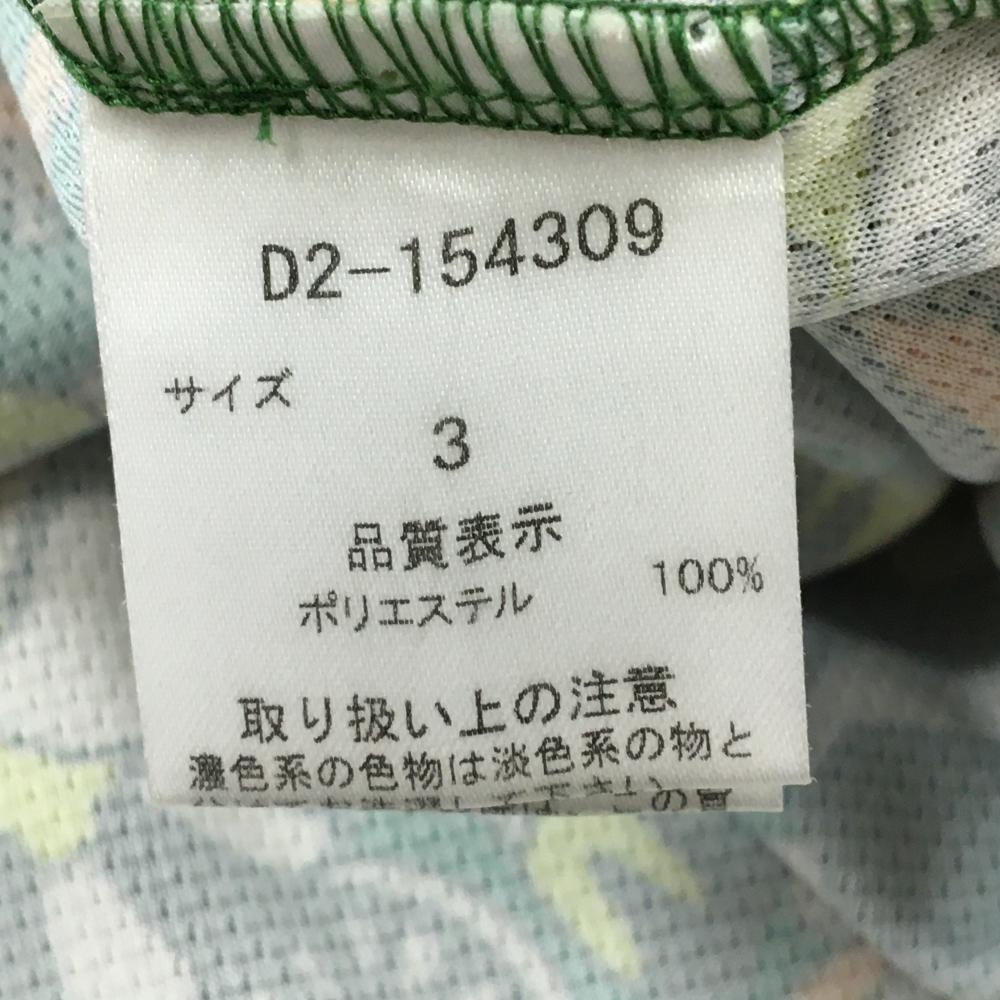 D2-154309
サイズ
3
品質表示
ポリエステル 100%
取り扱い上の注意
濃色系の色物は淡色系の物と